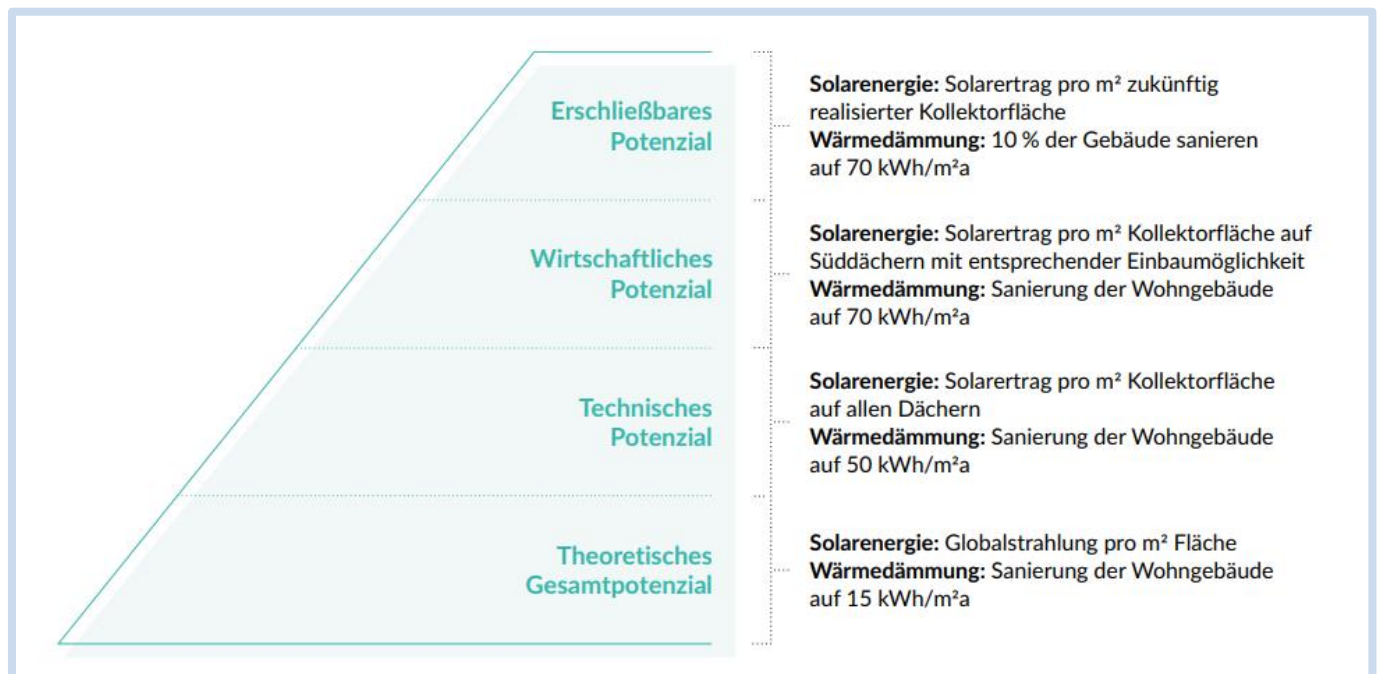 Erschließbares
Potenzial
Solarenergie: Solarertrag pro m² zukünftig
realisierter Kollektorfläche
Wärmedämmung: 10 % der Gebäude sanieren
auf 70 kWh/m²a
Wirtschaftliches
Potenzial
Solarenergie: Solarertrag pro m² Kollektorfläche auf
Süddächern mit entsprechender Einbaumöglichkeit
Wärmedämmung: Sanierung der Wohngebäude
auf 70 kWh/m²a
Technisches
Potenzial
Solarenergie: Solarertrag pro m² Kollektorfläche
auf allen Dächern
Wärmedämmung: Sanierung der Wohngebäude
auf 50 kWh/m²a
Theoretisches
Gesamtpotenzial
Solarenergie: Globalstrahlung pro m² Fläche
Wärmedämmung: Sanierung der Wohngebäude
auf 15 kWh/m²a